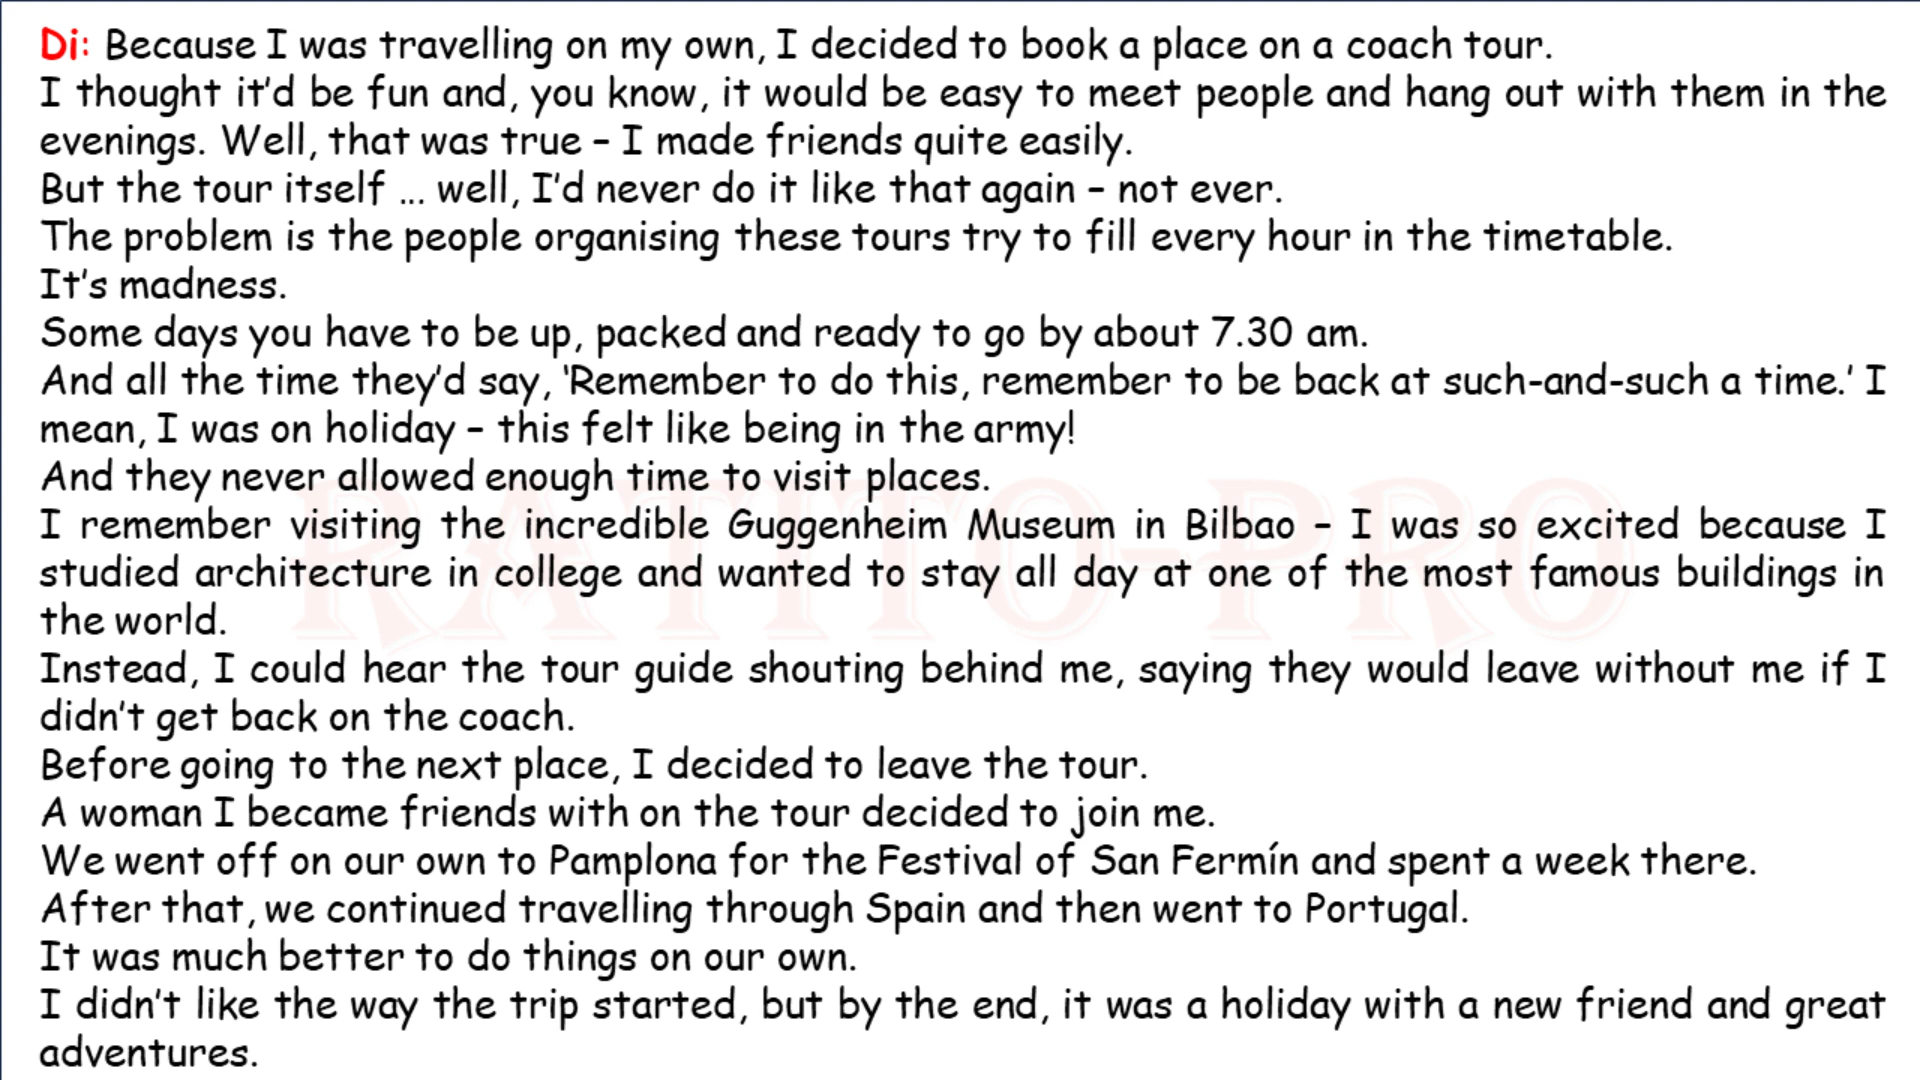 Di: Because I was travelling on my own, I decided to book a place on a coach tour.
I thought it'd be fun and, you know, it would be easy to meet people and hang out with them in the
evenings. Well, that was true – I made friends quite easily.
But the tour itself … well, I'd never do it like that again – not ever.
The problem is the people organising these tours try to fill every hour in the timetable.
It's madness.
Some days you have to be up, packed and ready to go by about 7.30 am.
And all the time they'd say, 'Remember to do this, remember to be back at such-and-such a time.' I
mean, I was on holiday – this felt like being in the army!
And they never allowed enough time to visit places.
I remember visiting the incredible Guggenheim Museum in Bilbao – I was so excited because I
studied architecture in college and wanted to stay all day at one of the most famous buildings in
the world.
Instead, I could hear the tour guide shouting behind me, saying they would leave without me if I
didn't get back on the coach.
Before going to the next place, I decided to leave the tour.
A woman I became friends with on the tour decided to join me.
We went off on our own to Pamplona for the Festival of San Fermín and spent a week there.
After that, we continued travelling through Spain and then went to Portugal.
It was much better to do things on our own.
I didn't like the way the trip started, but by the end, it was a holiday with a new friend and great
adventures.
RATITO-PRO